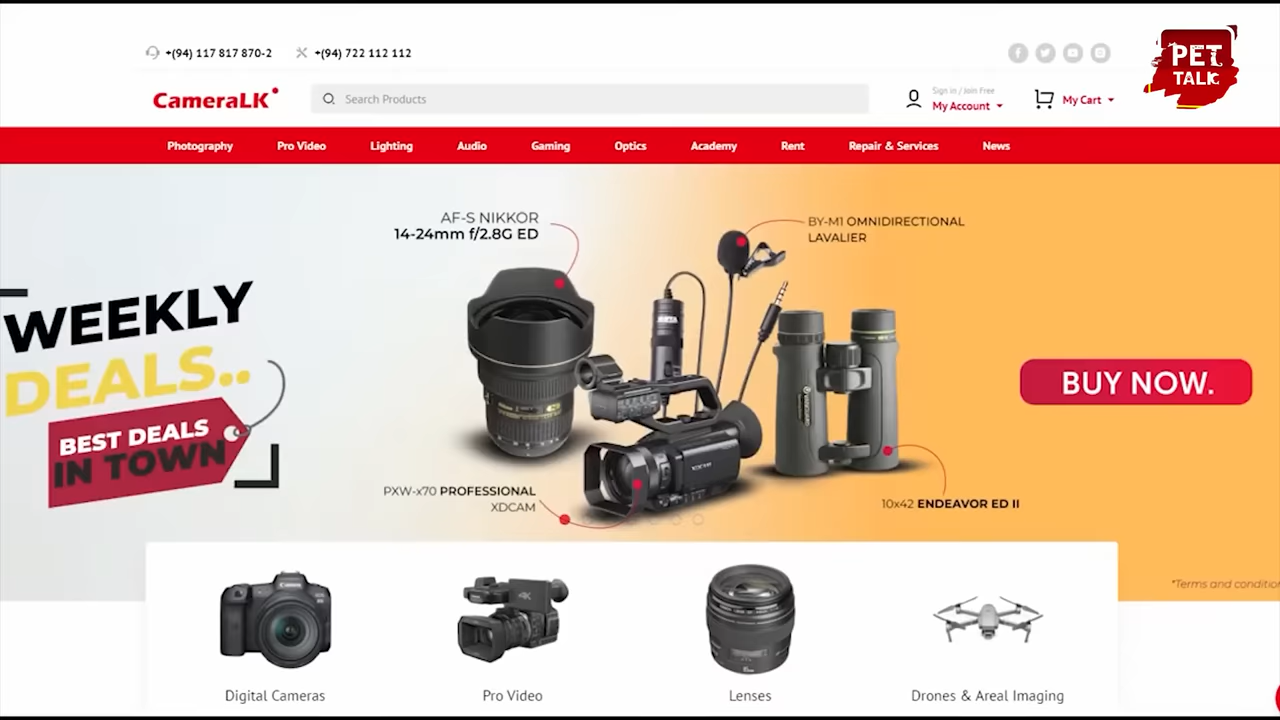 +(94) 117 817 870-2
+(94) 722 112 112
PET
TALK
CameraLK
Search Products
Sign in / Join Free
My Account
My Cart
Photography
Pro Video
Lighting
Audio
Gaming
Optics
Academy
Rent
Repair & Services
News
AF-S NIKKOR
14-24mm f/2.8G ED
BY-M1 OMNIDIRECTIONAL
LAVALIER
WEEKLY
DEALS..
BEST DEALS
IN TOWN
BUY NOW.
PXW-x70 PROFESSIONAL
XDCAM
10x42 ENDEAVOR ED II
*Terms and condition
Canon
4K
Digital Cameras
Pro Video
Lenses
Drones & Areal Imaging